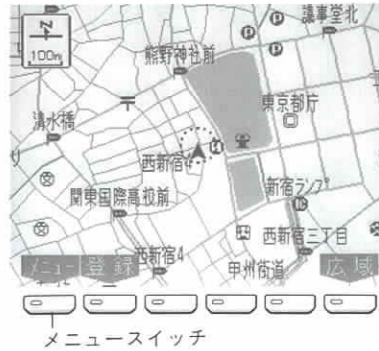 議事堂北
100m
熊野神社前
東京都庁
清水橋
西新宿
新宿ランプ
関東国際高校前
西新宿三丁目
西新宿4
甲州街道
メニュー
登録
広域
メニュースイッチ